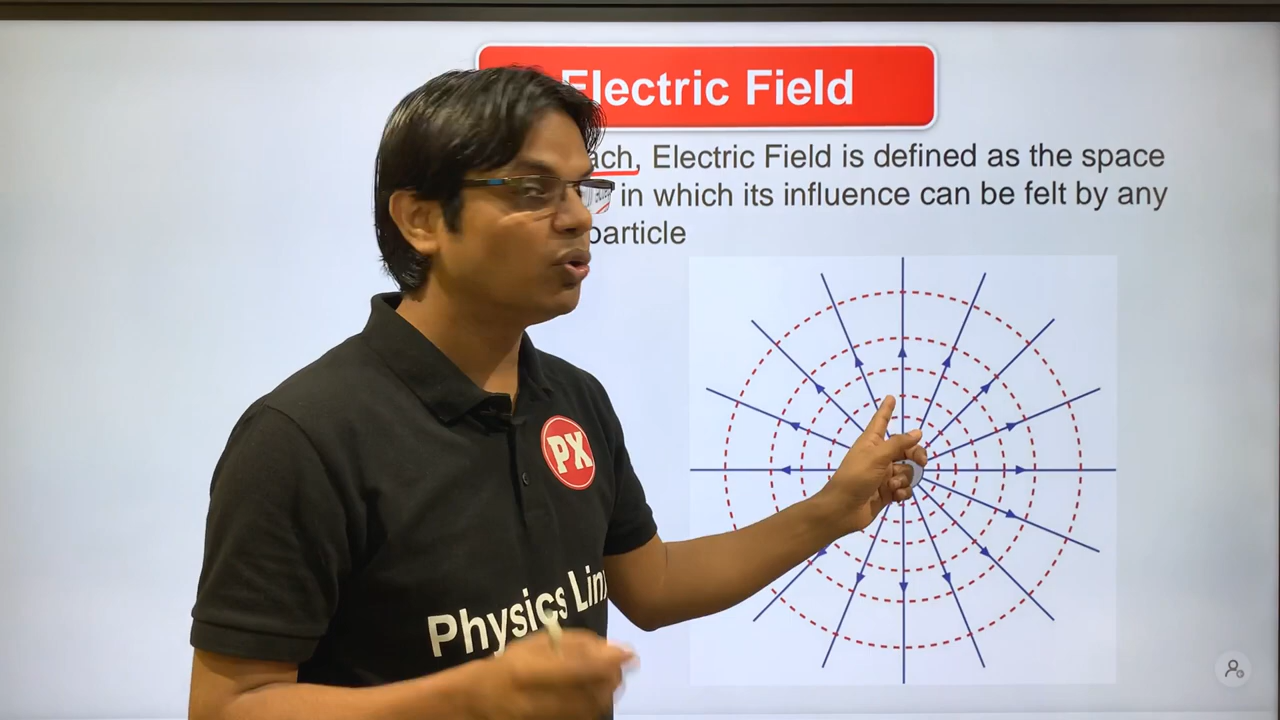 Electric Field
ach, Electric Field is defined as the space
in which its influence can be felt by any
particle
PX
Physics Lin